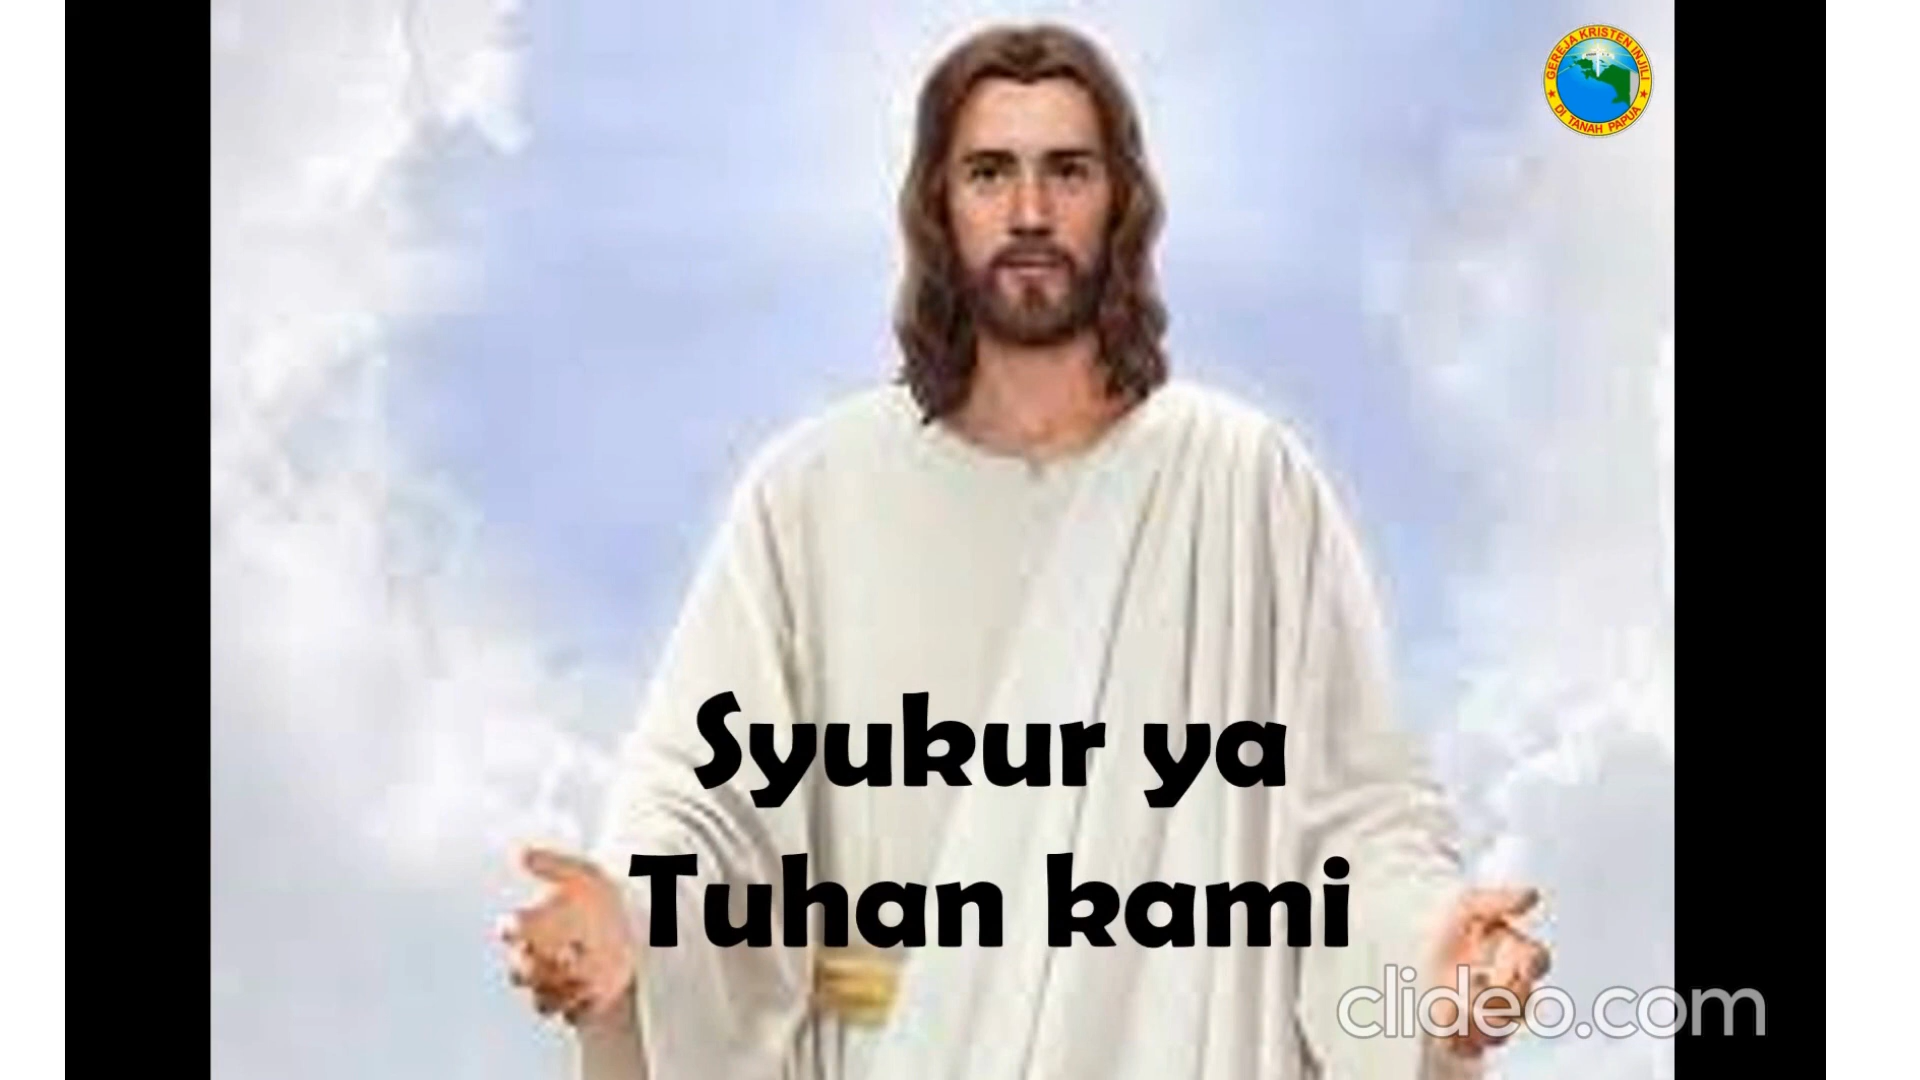 GEREJA KRISTEN INJILI
DI TANAH PAPUA
Syukur ya
Tuhan kami
clideo.com